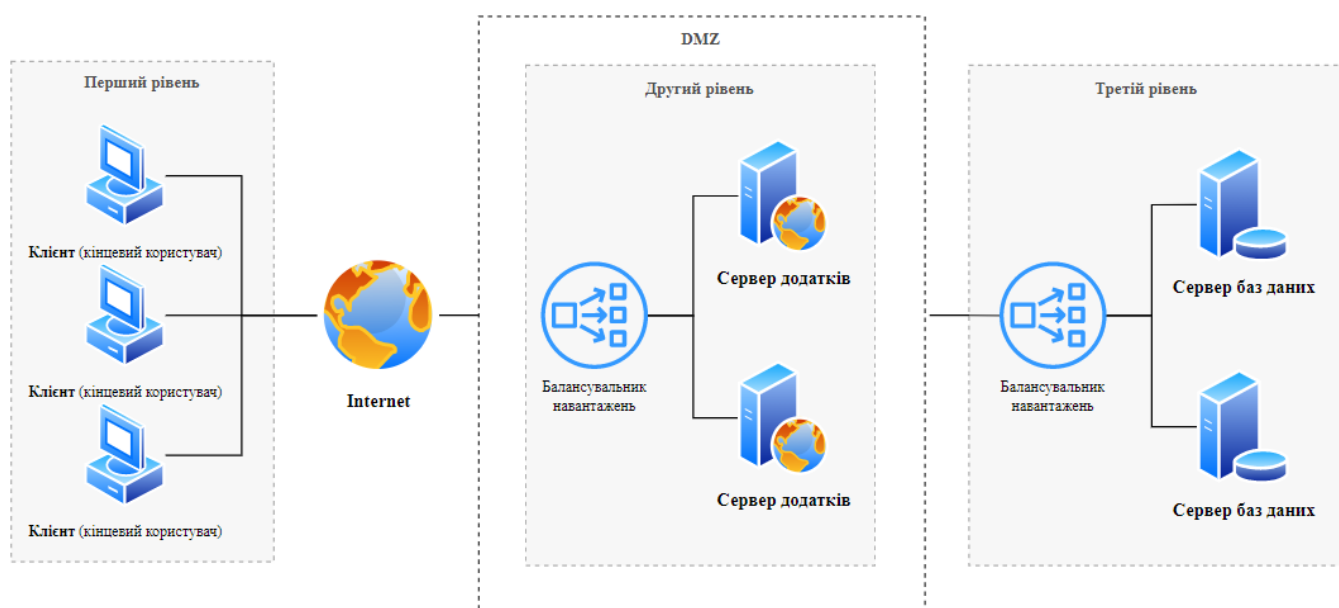 DMZ
Перший рівень
Другий рівень
Третій рівень
Клієнт (кінцевий користувач)
Клієнт (кінцевий користувач)
Клієнт (кінцевий користувач)
Internet
Балансувальник
навантажень
Сервер додатків
Сервер додатків
Балансувальник
навантажень
Сервер баз даних
Сервер баз даних